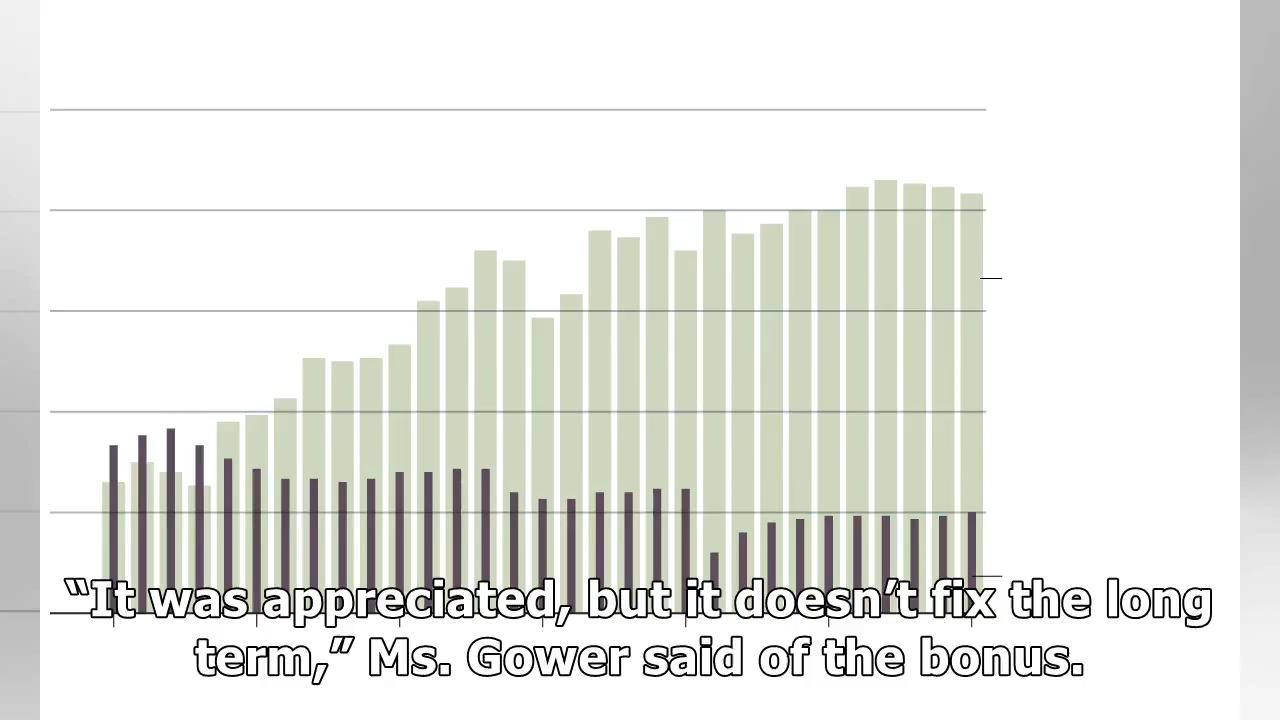 “It was appreciated, but it doesn’t fix the long
term,” Ms. Gower said of the bonus.